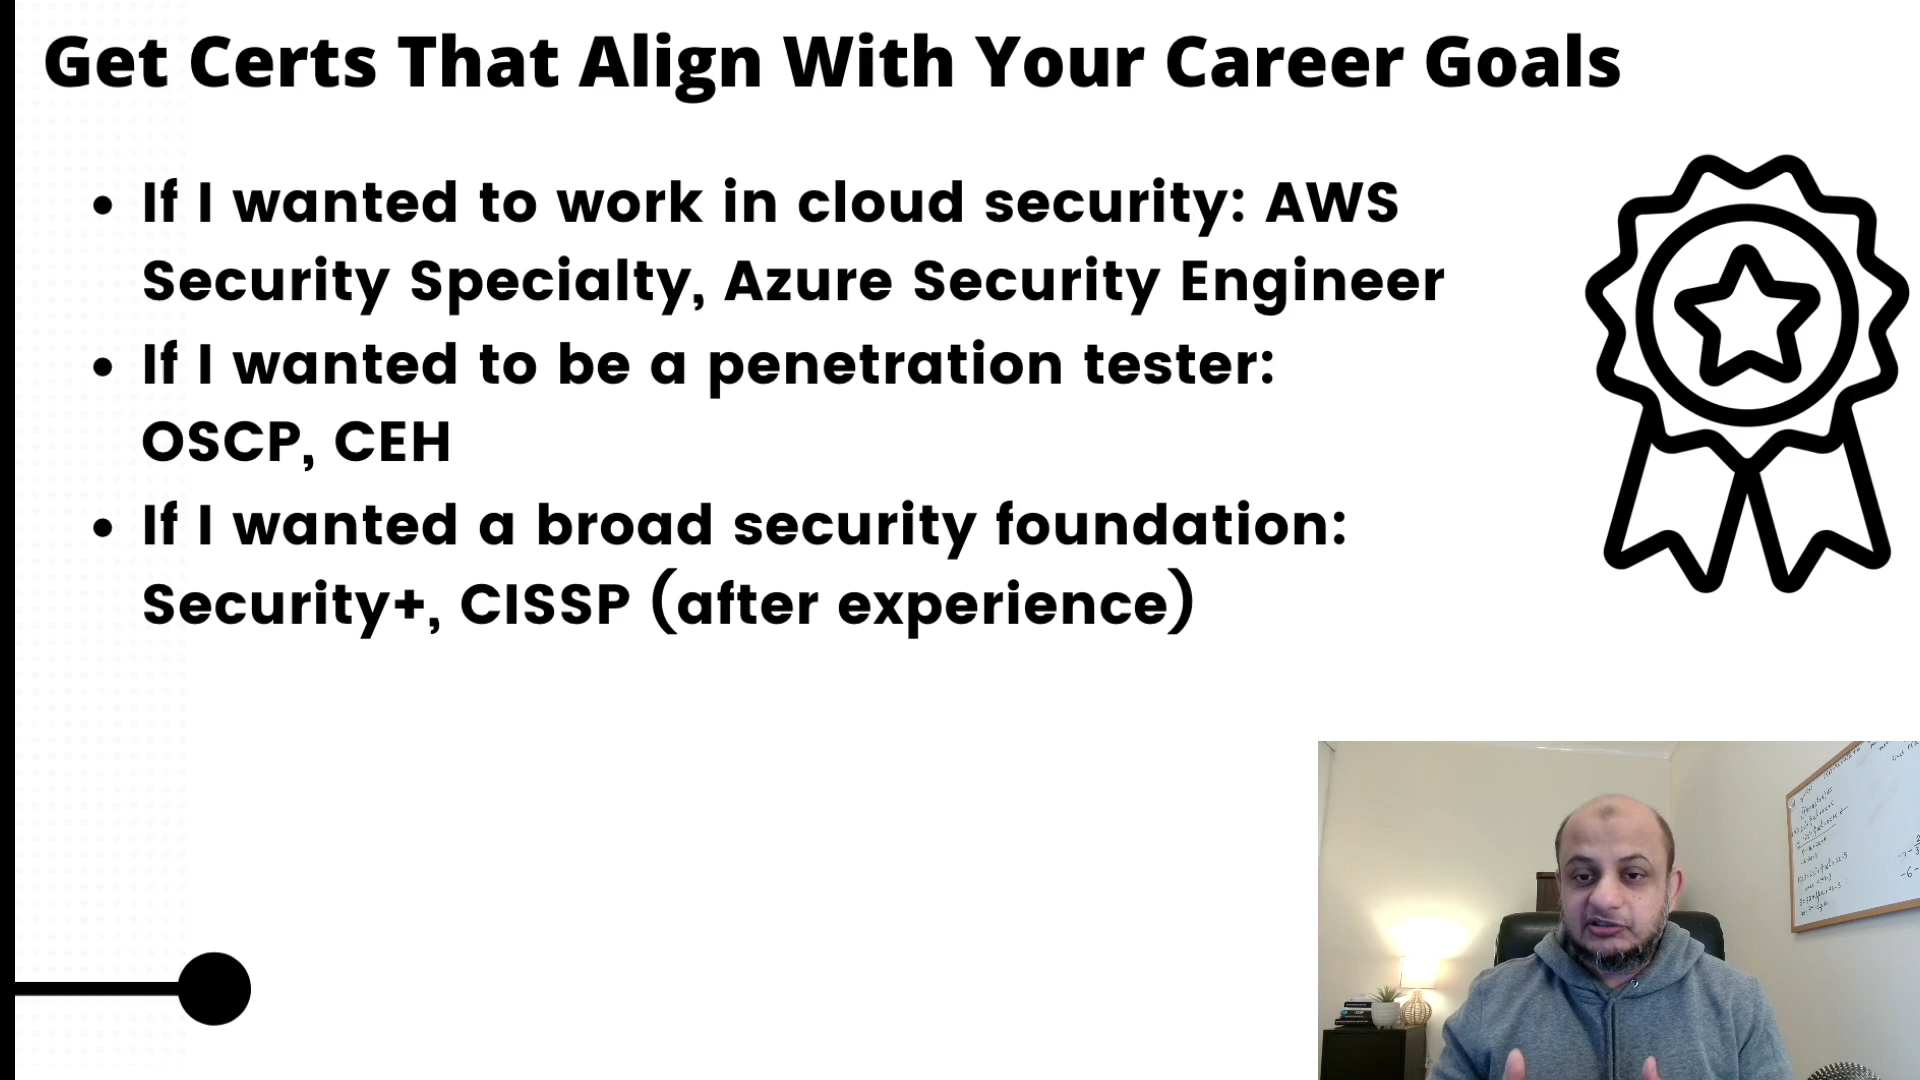 Get Certs That Align With Your Career Goals
• If I wanted to work in cloud security: AWS
Security Specialty, Azure Security Engineer
• If I wanted to be a penetration tester:
OSCP, CEH
• If I wanted a broad security foundation:
Security+, CISSP (after experience)